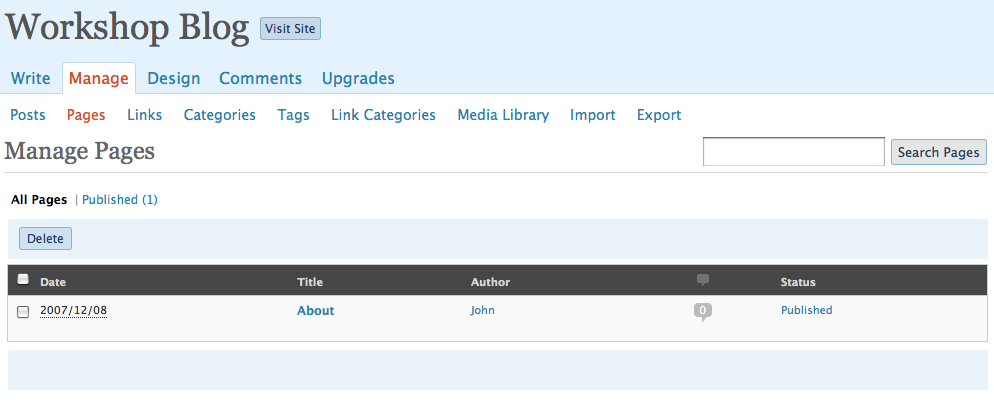 Workshop Blog Visit Site
Write Manage Design Comments Upgrades
Posts Pages Links Categories Tags Link Categories Media Library Import Export
Manage Pages Search Pages
All Pages | Published (1)
Delete
Date Title Author Status
2007/12/08 About John 0 Published